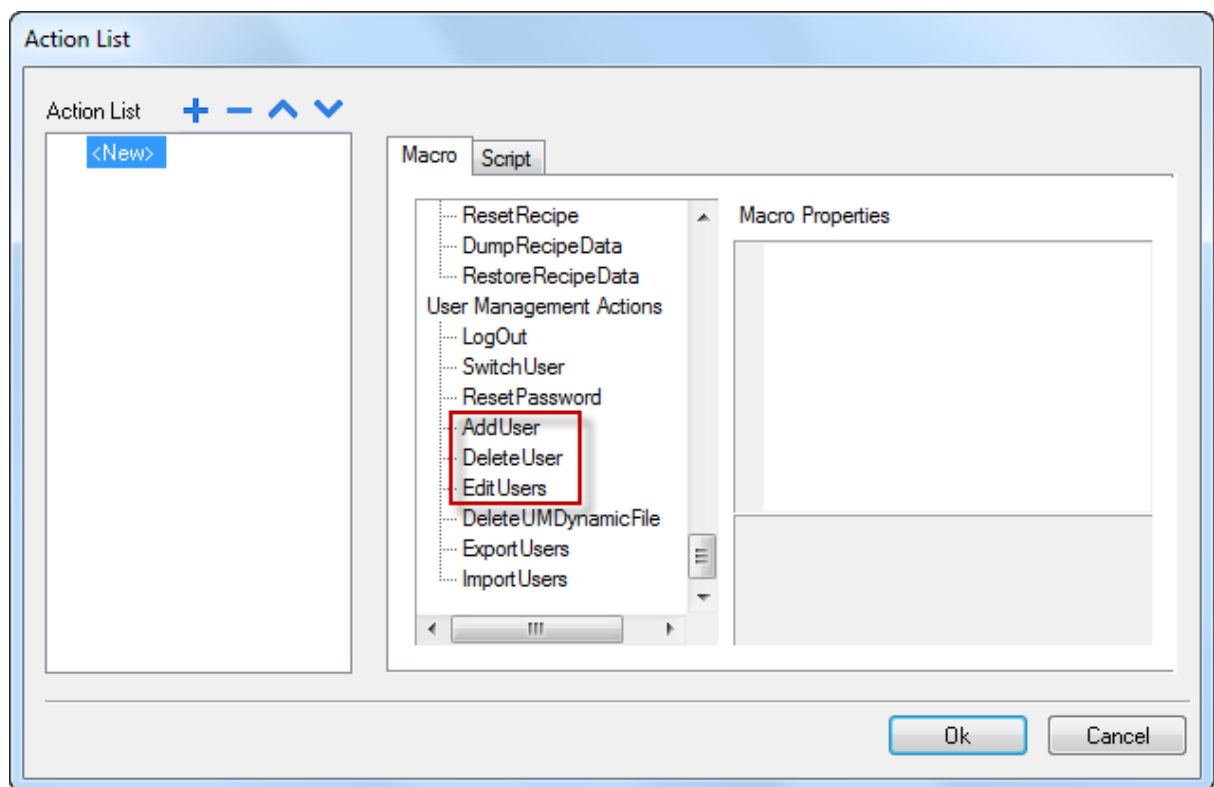 Action List
Action List
<New>
Macro
Script
ResetRecipe
DumpRecipeData
RestoreRecipeData
User Management Actions
LogOut
SwitchUser
ResetPassword
AddUser
DeleteUser
EditUsers
DeleteUMDynamicFile
ExportUsers
ImportUsers
Macro Properties
Ok
Cancel